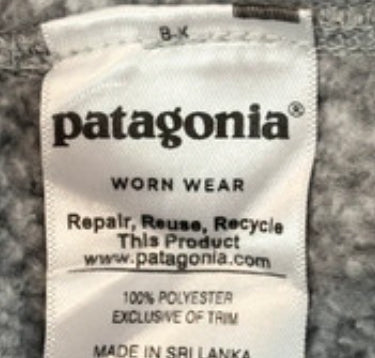 B-K
patagonia®
WORN WEAR
Repair, Reuse, Recycle
This Product
www.patagonia.com
100% POLYESTER
EXCLUSIVE OF TRIM
MADE IN SRI LANKA